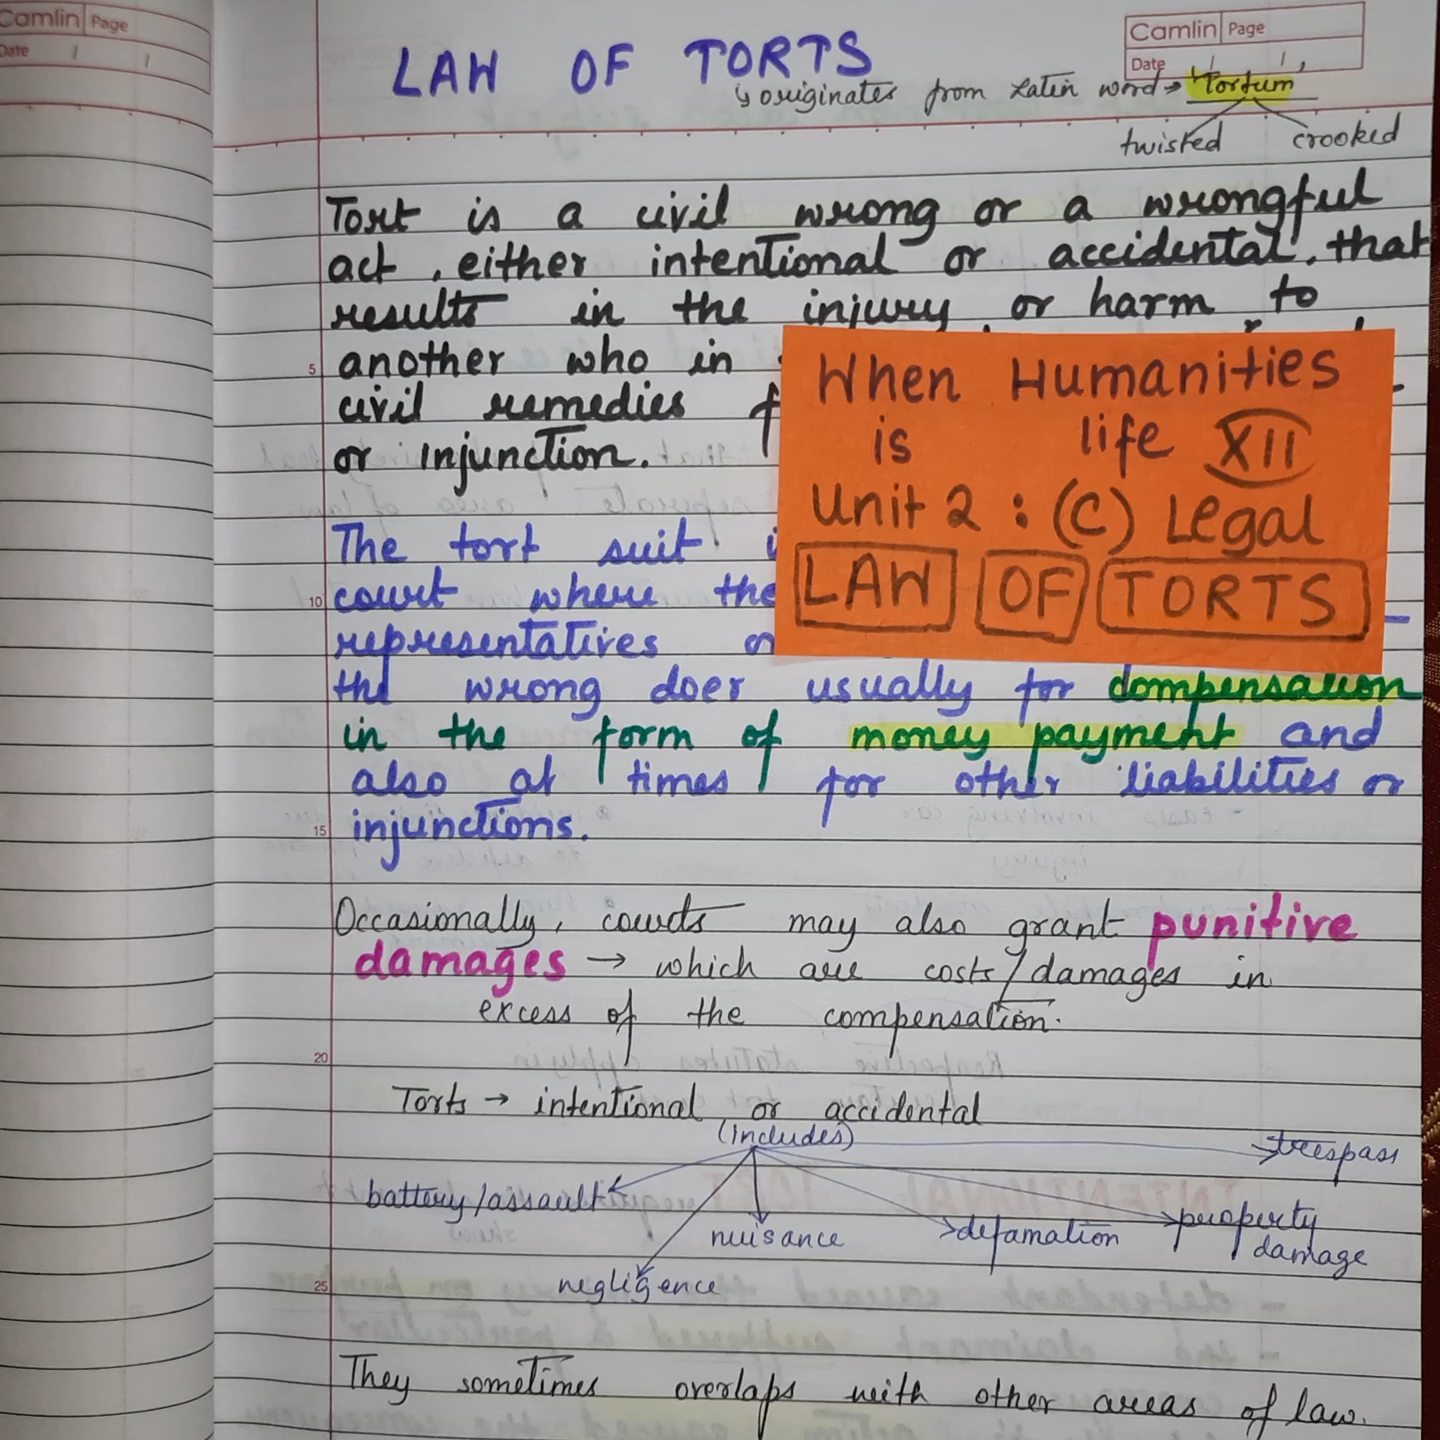 Camlin Page
Date / /
Camlin Page
Date / /
LAW OF TORTS
↳ originates from Latin word → Tortum
twisted crooked
Tort is a civil wrong or a wrongful
act, either intentional or accidental, that
results in the injury or harm to
another who in
civil remedies f
or injunction.
When Humanities
is life XII
Unit 2 : (C) Legal
LAW OF TORTS
The tort suit i
court where the
representatives
the wrong doer usually for compensation
in the form of money payment and
also at times for other liabilities or
injunctions.
Occasionally, courts may also grant punitive
damages → which are costs/damages in
excess of the compensation.
Torts → intentional or accidental
(includes)
trespass
battery/assault
nuisance
defamation
property
damage
negligence
They sometimes overlaps with other areas of law.
5
10
15
20
25